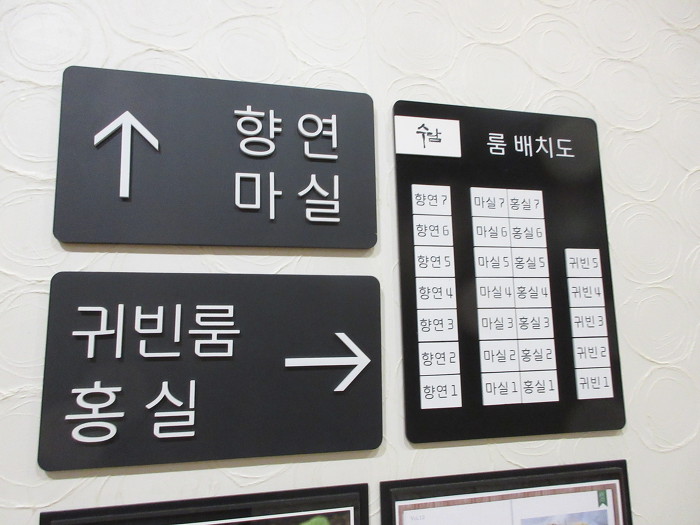 향연
마실
귀빈룸
홍실
수담
룸 배치도
향연 7 마실 7 홍실 7
향연 6 마실 6 홍실 6
향연 5 마실 5 홍실 5 귀빈 5
향연 4 마실 4 홍실 4 귀빈 4
향연 3 마실 3 홍실 3 귀빈 3
향연 2 마실 2 홍실 2 귀빈 2
향연 1 마실 1 홍실 1 귀빈 1